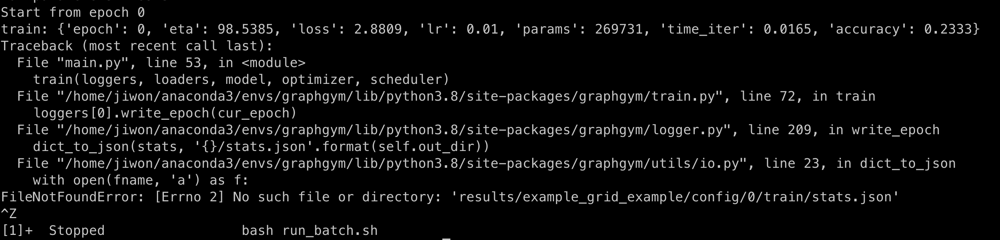 Start from epoch 0
train: {'epoch': 0, 'eta': 98.5385, 'loss': 2.8809, 'lr': 0.01, 'params': 269731, 'time_iter': 0.0165, 'accuracy': 0.2333}
Traceback (most recent call last):
  File "main.py", line 53, in <module>
    train(loggers, loaders, model, optimizer, scheduler)
  File "/home/jiwon/anaconda3/envs/graphgym/lib/python3.8/site-packages/graphgym/train.py", line 72, in train
    loggers[0].write_epoch(cur_epoch)
  File "/home/jiwon/anaconda3/envs/graphgym/lib/python3.8/site-packages/graphgym/logger.py", line 209, in write_epoch
    dict_to_json(stats, '{}/stats.json'.format(self.out_dir))
  File "/home/jiwon/anaconda3/envs/graphgym/lib/python3.8/site-packages/graphgym/utils/io.py", line 23, in dict_to_json
    with open(fname, 'a') as f:
FileNotFoundError: [Errno 2] No such file or directory: 'results/example_grid_example/config/0/train/stats.json'
^Z
[1]+  Stopped                 bash run_batch.sh